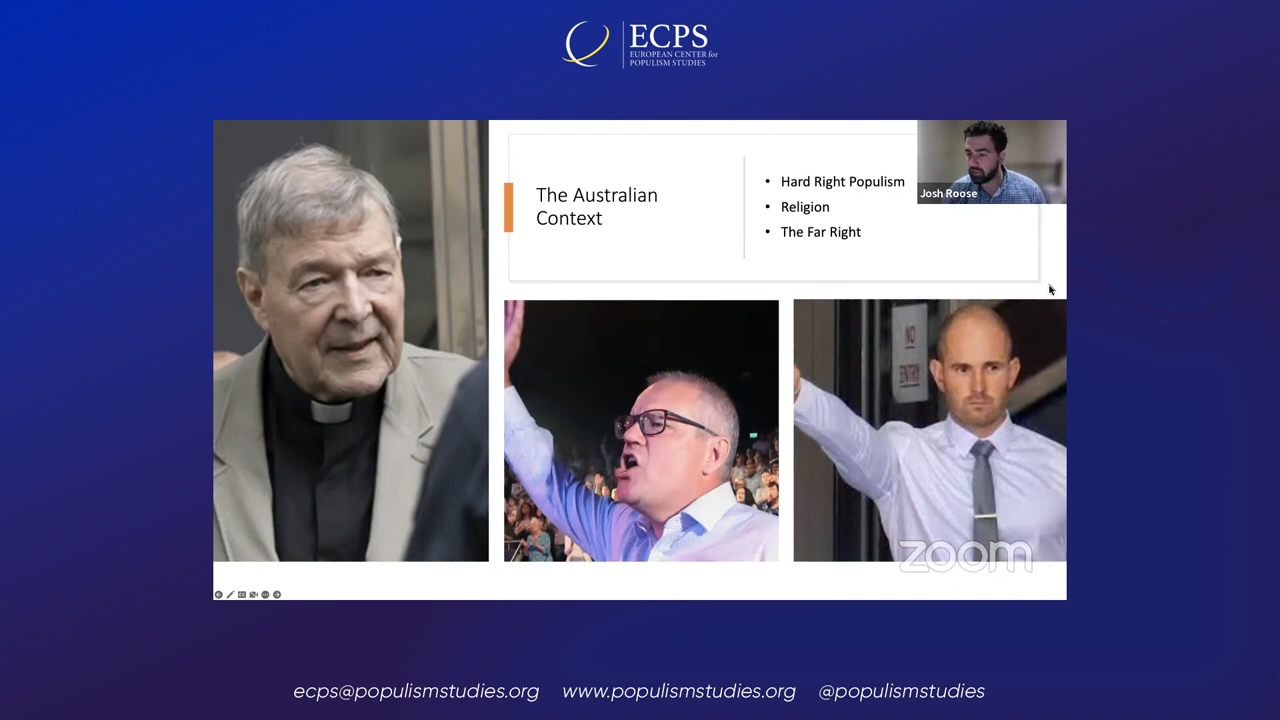 ECPS
EUROPEAN CENTER for
POPULISM STUDIES
The Australian
Context
• Hard Right Populism
• Religion
• The Far Right
Josh Roose
NO
ENTRY
zoom
ecps@populismstudies.org www.populismstudies.org @populismstudies